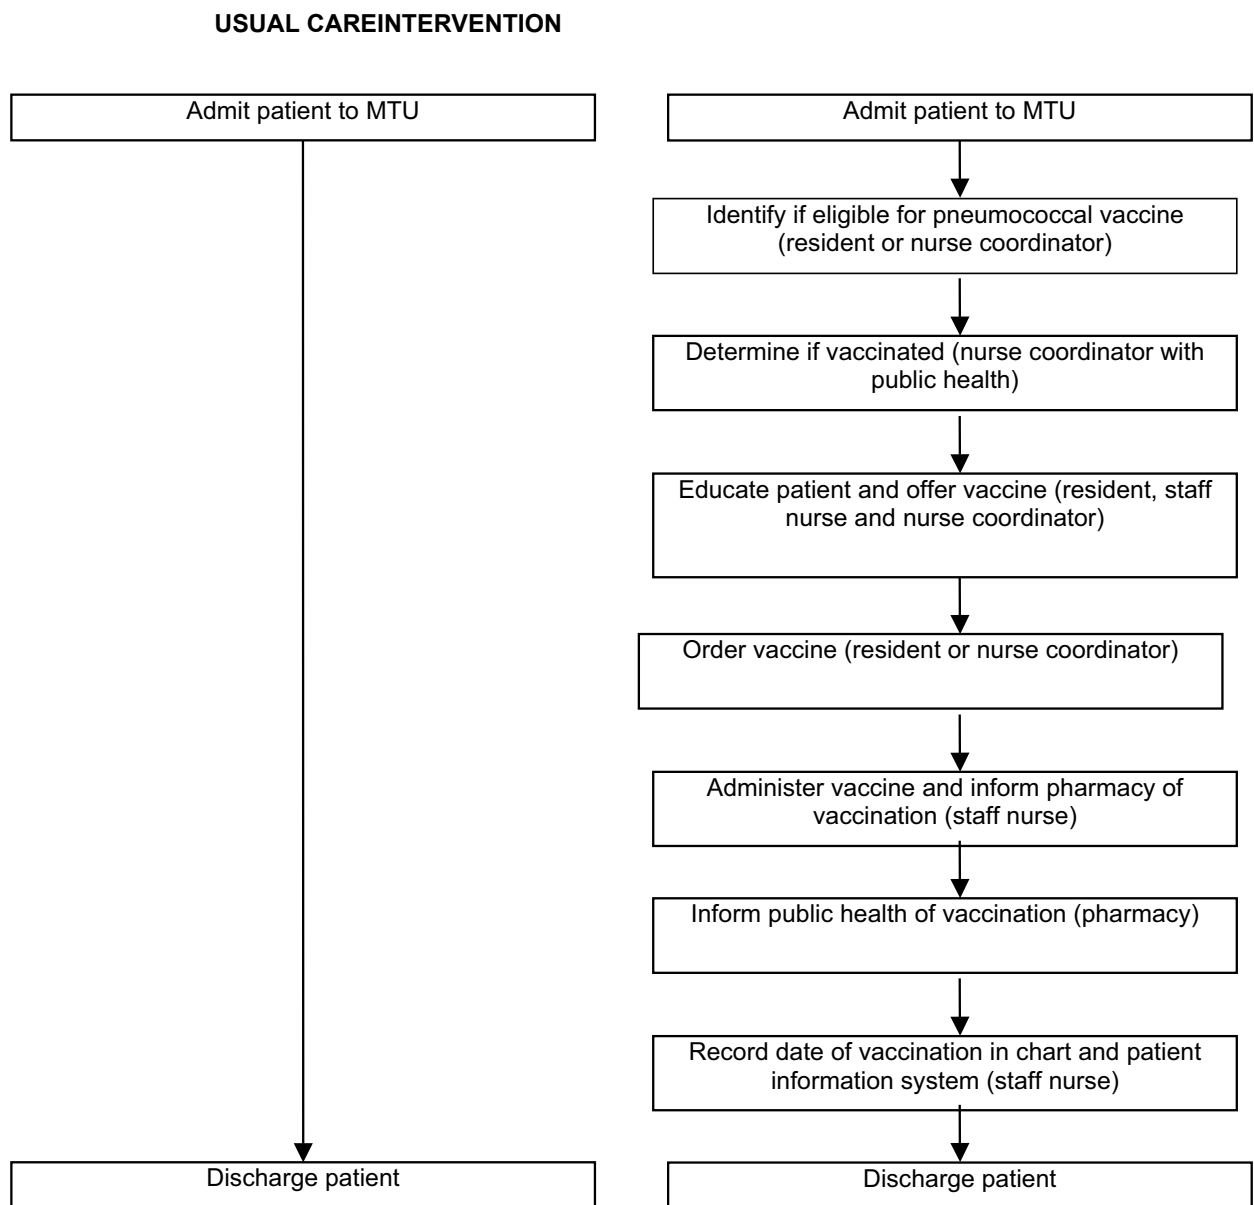 USUAL CAREINTERVENTION
Admit patient to MTU
Admit patient to MTU
Identify if eligible for pneumococcal vaccine
(resident or nurse coordinator)
Determine if vaccinated (nurse coordinator with
public health)
Educate patient and offer vaccine (resident, staff
nurse and nurse coordinator)
Order vaccine (resident or nurse coordinator)
Administer vaccine and inform pharmacy of
vaccination (staff nurse)
Inform public health of vaccination (pharmacy)
Record date of vaccination in chart and patient
information system (staff nurse)
Discharge patient
Discharge patient